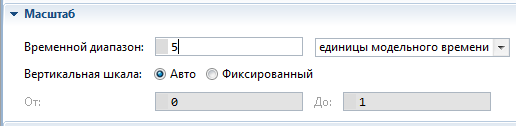 Масштаб
Временной диапазон: 5 единицы модельного времени
Вертикальная шкала: Авто Фиксированный
От: 0 До: 1